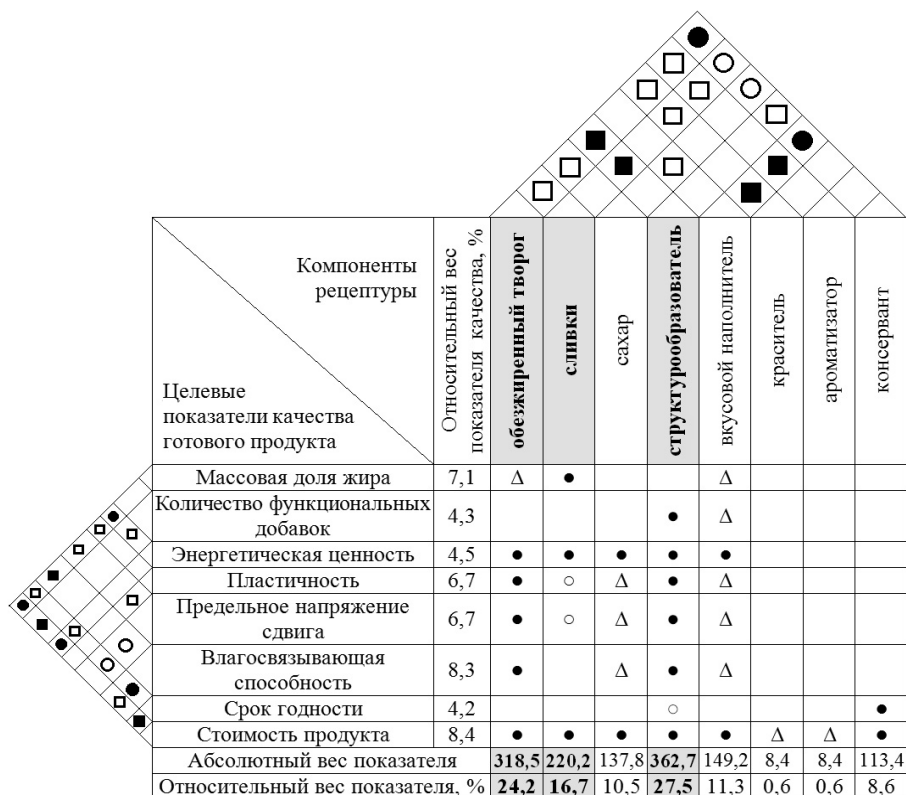 Компоненты
рецептуры
Целевые
показатели качества
готового продукта
Относительный вес
показателя качества, %
обезжиренный творог
сливки
сахар
структурообразователь
вкусовой наполнитель
краситель
ароматизатор
консервант
Массовая доля жира 7,1 Δ ● Δ
Количество функциональных
добавок 4,3 ● Δ
Энергетическая ценность 4,5 ● ● ● ● ●
Пластичность 6,7 ● ○ Δ ● Δ
Предельное напряжение
сдвига 6,7 ● ○ Δ ● Δ
Влагосвязывающая
способность 8,3 ● Δ ● Δ
Срок годности 4,2 ○ ●
Стоимость продукта 8,4 ● ● ● ● ● Δ Δ ●
Абсолютный вес показателя 318,5 220,2 137,8 362,7 149,2 8,4 8,4 113,4
Относительный вес показателя, % 24,2 16,7 10,5 27,5 11,3 0,6 0,6 8,6